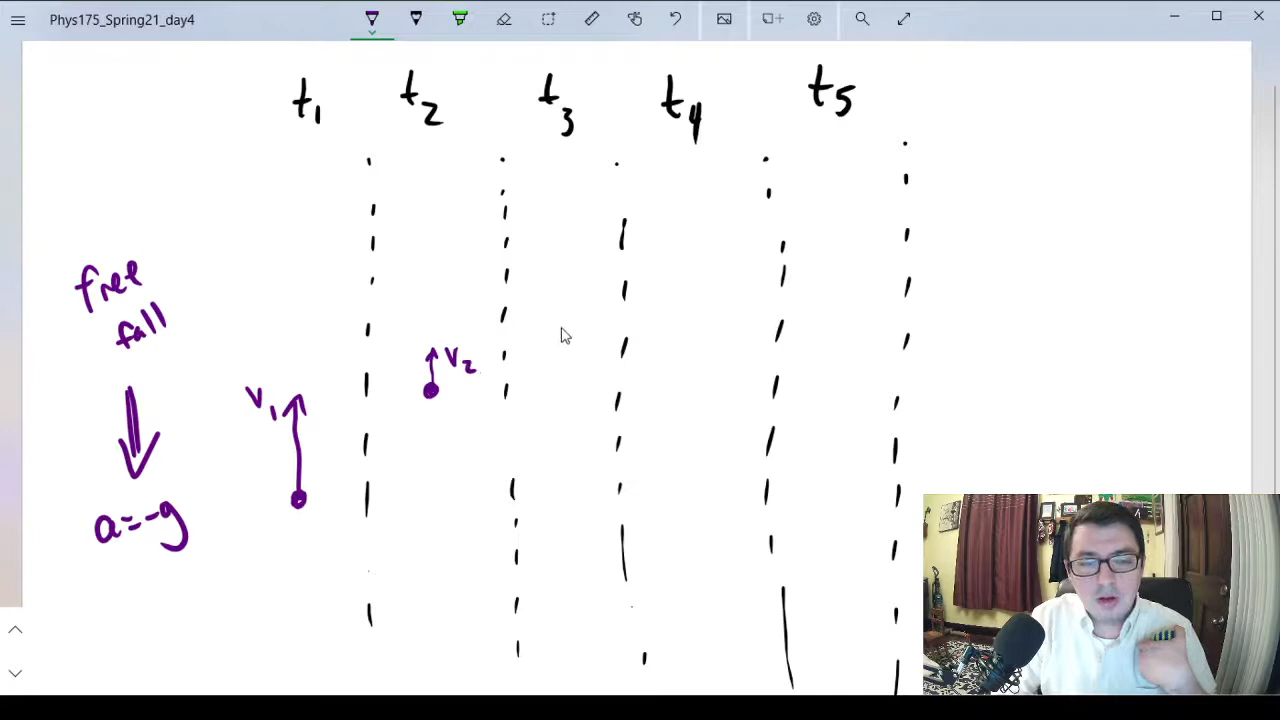 Phys175_Spring21_day4
t1 t2 t3 t4 t5
free
fall
v1
v2
a=-g